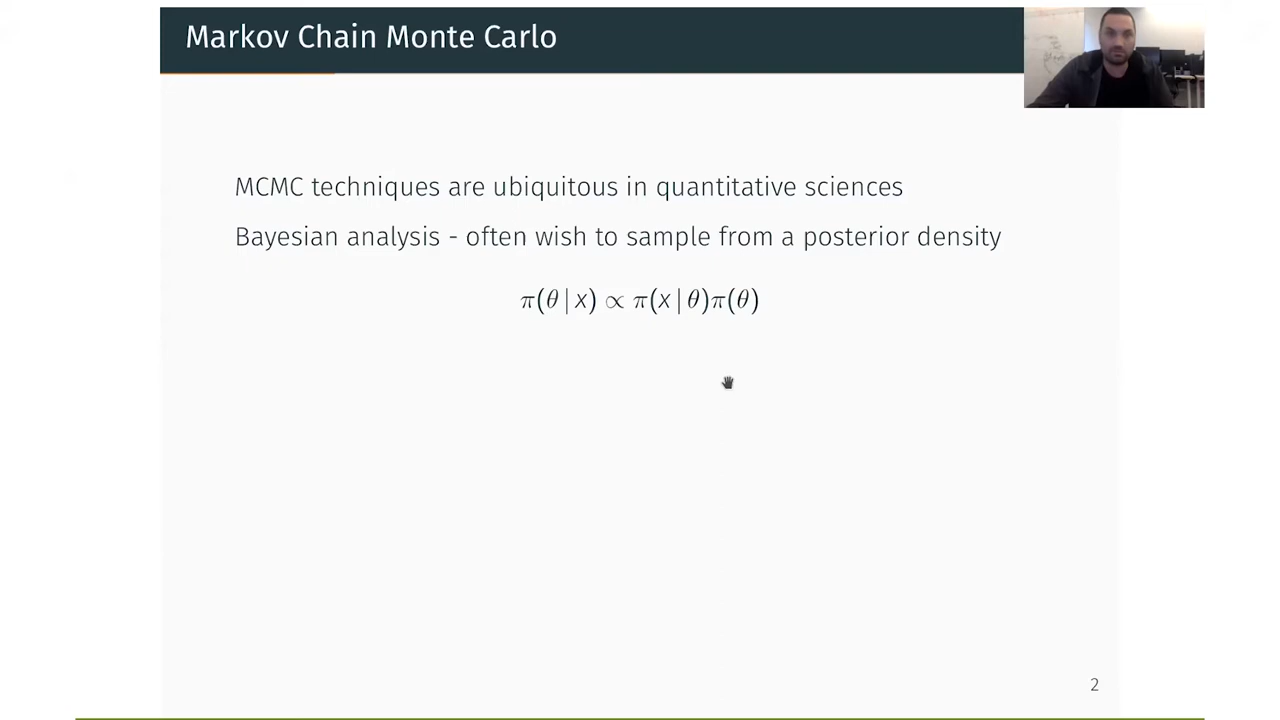 Markov Chain Monte Carlo
MCMC techniques are ubiquitous in quantitative sciences
Bayesian analysis - often wish to sample from a posterior density
π(θ | x) ∝ π(x | θ)π(θ)
2